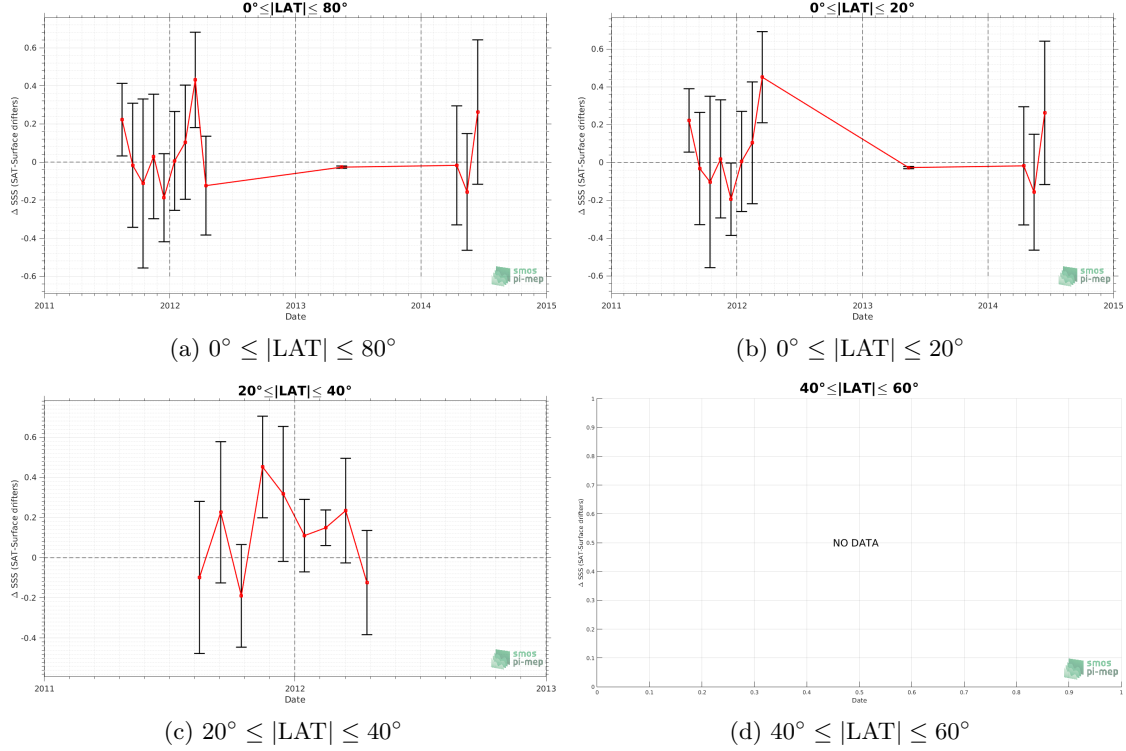 0°≤|LAT|≤ 80°
Δ SSS (SAT-Surface drifters)
0.6
0.4
0.2
0
-0.2
-0.4
-0.6
smos
pi-mep
2011 2012 2013 2014 2015
Date
(a) 0° ≤ |LAT| ≤ 80°
0°≤|LAT|≤ 20°
Δ SSS (SAT-Surface drifters)
0.6
0.4
0.2
0
-0.2
-0.4
-0.6
smos
pi-mep
2011 2012 2013 2014 2015
Date
(b) 0° ≤ |LAT| ≤ 20°
20°≤|LAT|≤ 40°
Δ SSS (SAT-Surface drifters)
0.6
0.4
0.2
0
-0.2
-0.4
smos
pi-mep
2011 2012 2013
Date
(c) 20° ≤ |LAT| ≤ 40°
40°≤|LAT|≤ 60°
Δ SSS (SAT-Surface drifters)
1
0.9
0.8
0.7
0.6
0.5
0.4
0.3
0.2
0.1
0
NO DATA
smos
pi-mep
0 0.1 0.2 0.3 0.4 0.5 0.6 0.7 0.8 0.9 1
Date
(d) 40° ≤ |LAT| ≤ 60°